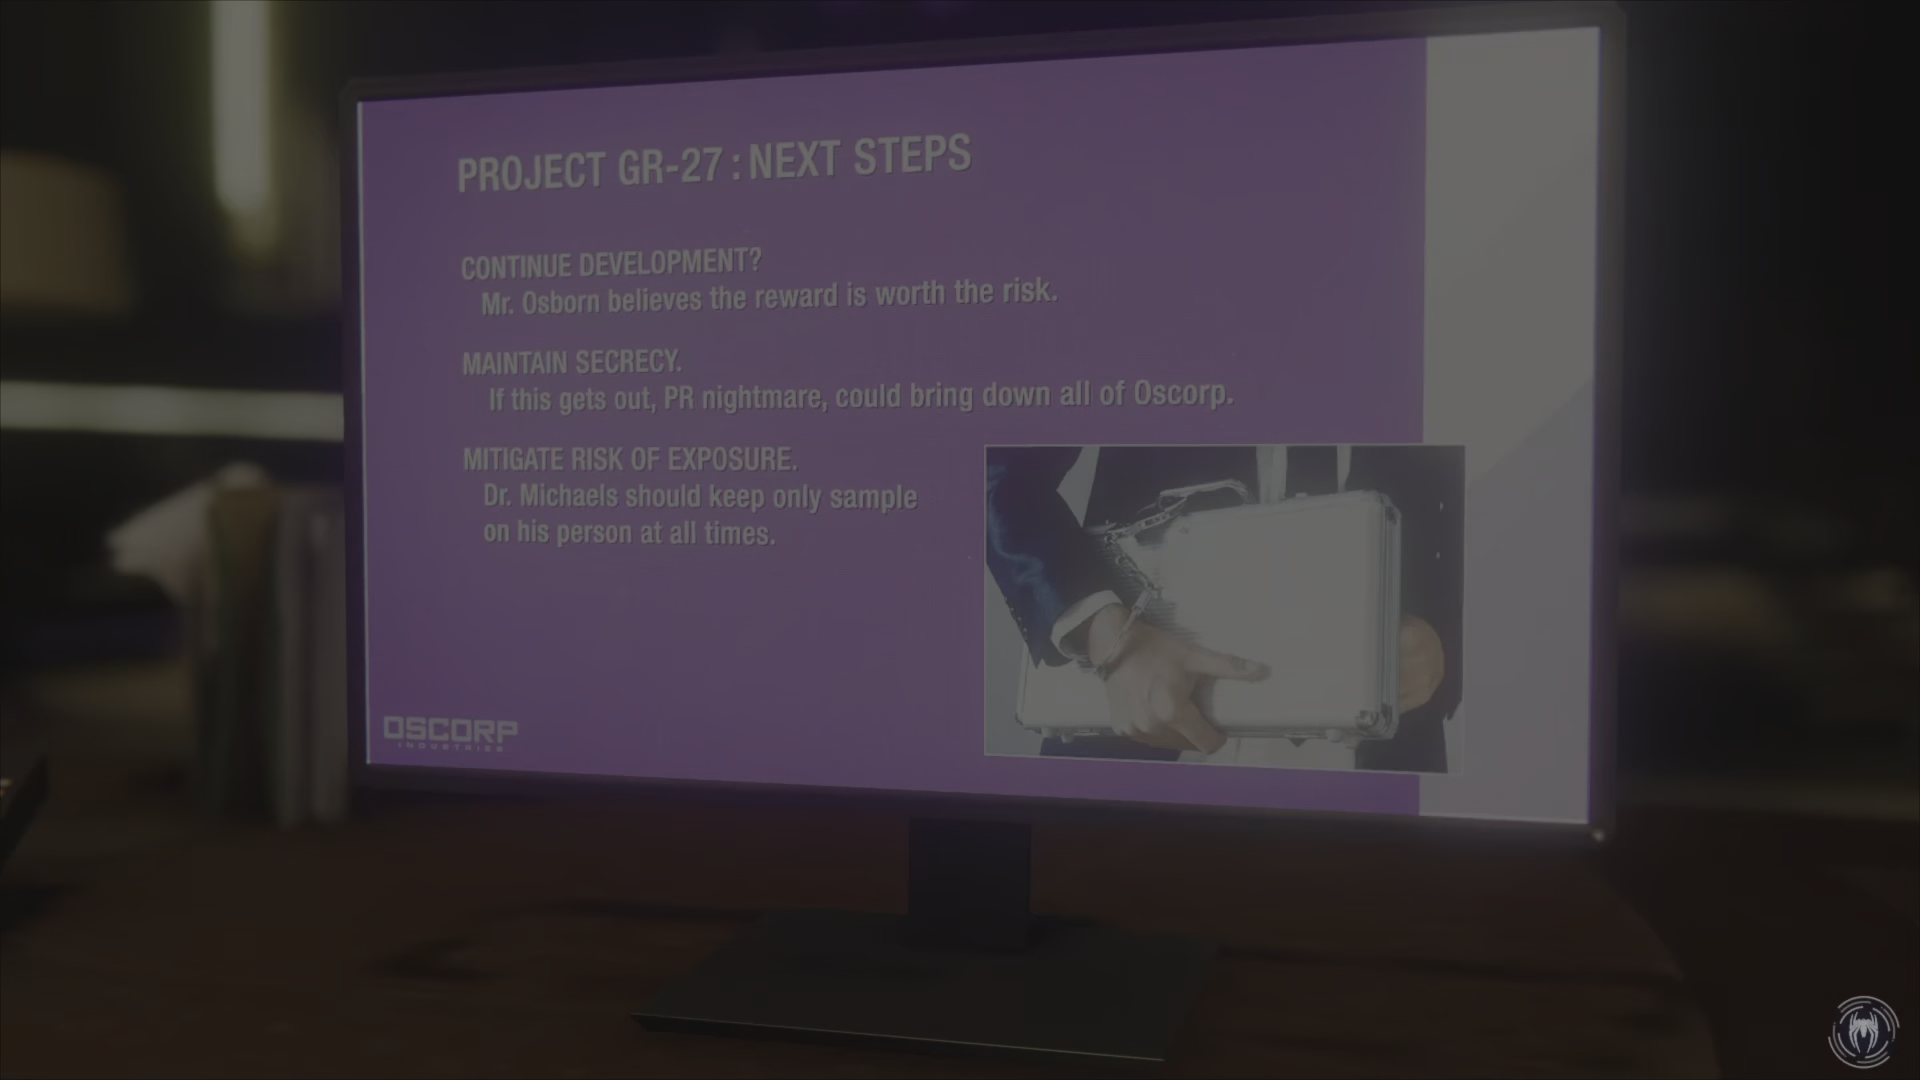 PROJECT GR-27 : NEXT STEPS
CONTINUE DEVELOPMENT?
Mr. Osborn believes the reward is worth the risk.
MAINTAIN SECRECY.
If this gets out, PR nightmare, could bring down all of Oscorp.
MITIGATE RISK OF EXPOSURE.
Dr. Michaels should keep only sample
on his person at all times.
OSCORP
INDUSTRIES